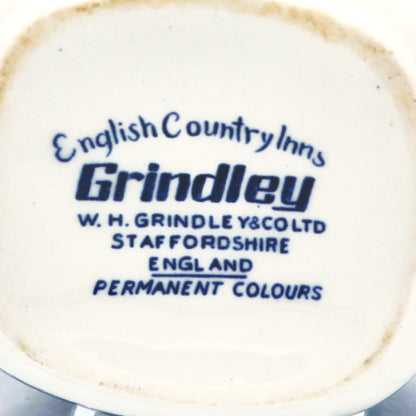 English Country Inns
Grindley
W. H. GRINDLEY & CO LTD
STAFFORDSHIRE
ENGLAND
PERMANENT COLOURS